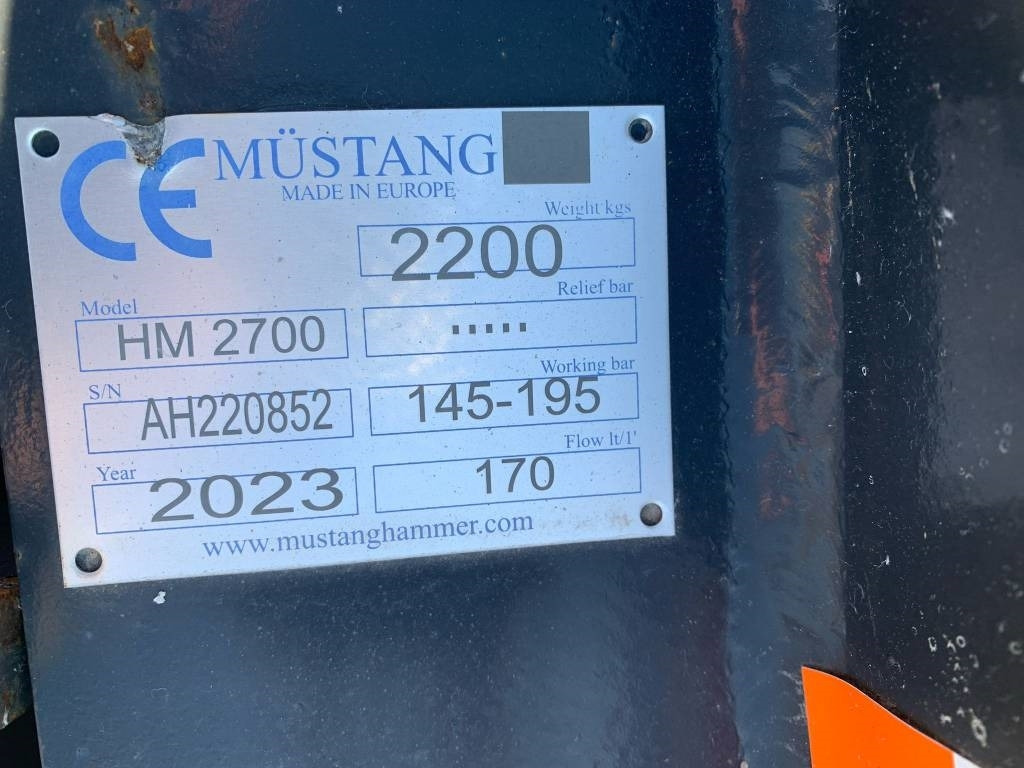 CE MÜSTANG
MADE IN EUROPE
Weight kgs
2200
Model
HM 2700
Relief bar
.....
S/N
AH220852
Working bar
145-195
Year
2023
Flow lt/1'
170
www.mustanghammer.com